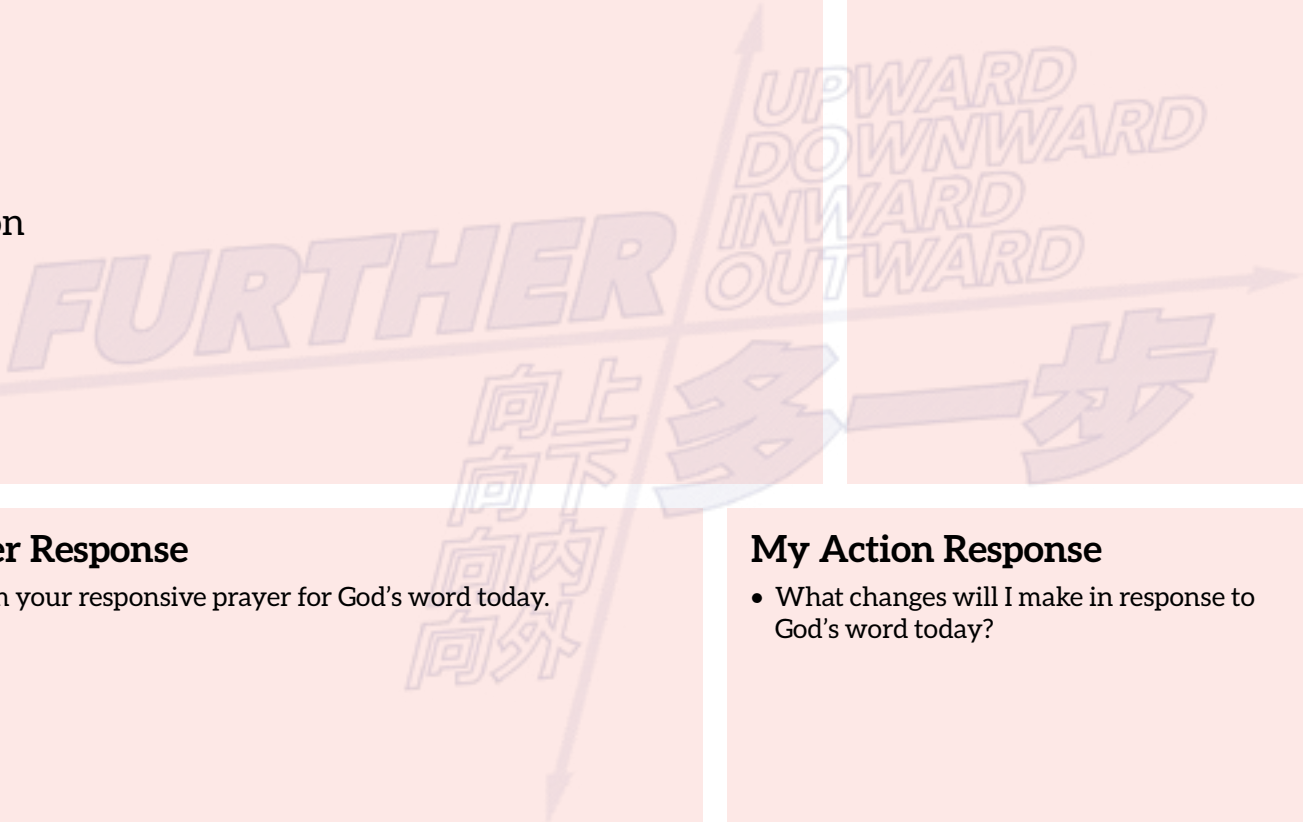 UPWARD
DOWNWARD
INWARD
OUTWARD
on
FURTHER
多一步
向上
向下
向內
向外
er Response
your responsive prayer for God's word today.
My Action Response
• What changes will I make in response to
God's word today?